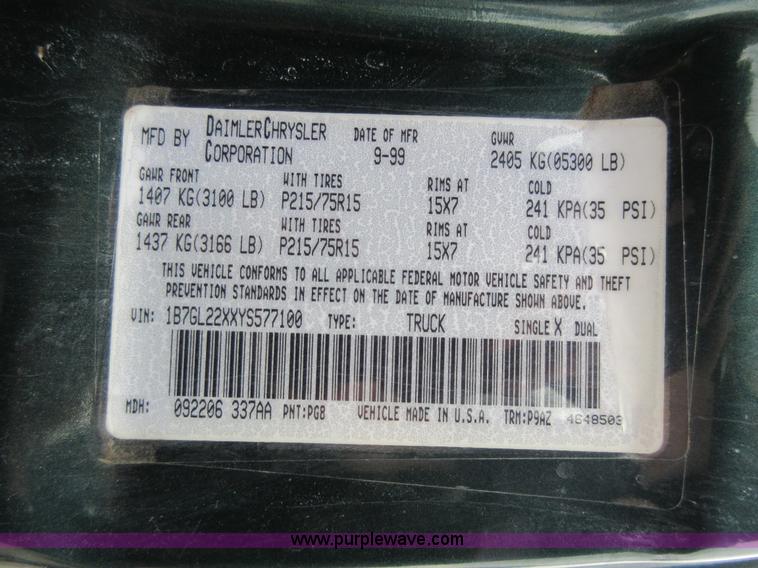 MFD BY DAIMLERCHRYSLER CORPORATION DATE OF MFR 9-99 GVWR 2405 KG(05300 LB)
GAWR FRONT WITH TIRES RIMS AT COLD
1407 KG(3100 LB) P215/75R15 15X7 241 KPA(35 PSI)
GAWR REAR WITH TIRES RIMS AT COLD
1437 KG(3166 LB) P215/75R15 15X7 241 KPA(35 PSI)
THIS VEHICLE CONFORMS TO ALL APPLICABLE FEDERAL MOTOR VEHICLE SAFETY AND THEFT
PREVENTION STANDARDS IN EFFECT ON THE DATE OF MANUFACTURE SHOWN ABOVE.
VIN: 1B7GL22XXYS577100 TYPE: TRUCK SINGLE X DUAL
MDH: 092206 337AA PNT:PG8 VEHICLE MADE IN U.S.A. TRM:P9AZ 4648503
www.purplewave.com